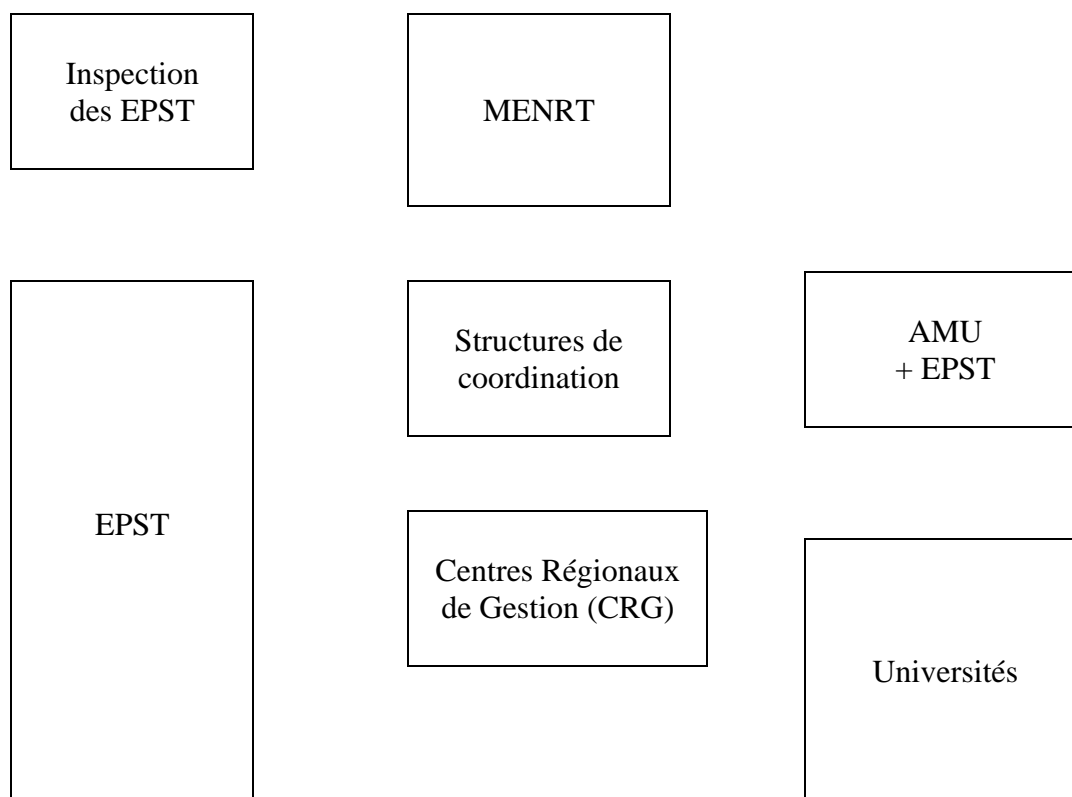 Inspection
des EPST
MENRT
Structures de
coordination
AMU
+ EPST
EPST
Centres Régionaux
de Gestion (CRG)
Universités